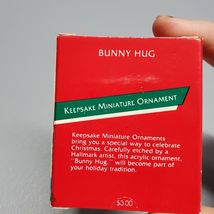 BUNNY HUG
KEEPSAKE MINIATURE ORNAMENT
Keepsake Miniature Ornaments
bring you a special way to celebrate
Christmas. Carefully etched by a
Hallmark artist, this acrylic ornament,
"Bunny Hug," will become part of
your holiday tradition.
$3.00